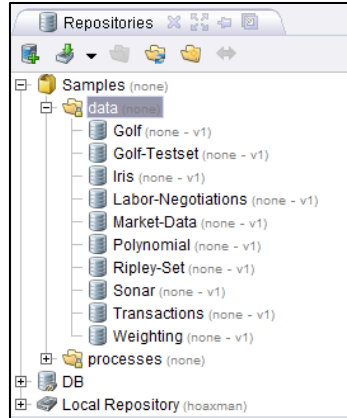 Repositories
Samples (none)
data (none)
Golf (none - v1)
Golf-Testset (none - v1)
Iris (none - v1)
Labor-Negotiations (none - v1)
Market-Data (none - v1)
Polynomial (none - v1)
Ripley-Set (none - v1)
Sonar (none - v1)
Transactions (none - v1)
Weighting (none - v1)
processes (none)
DB
Local Repository (hoaxman)